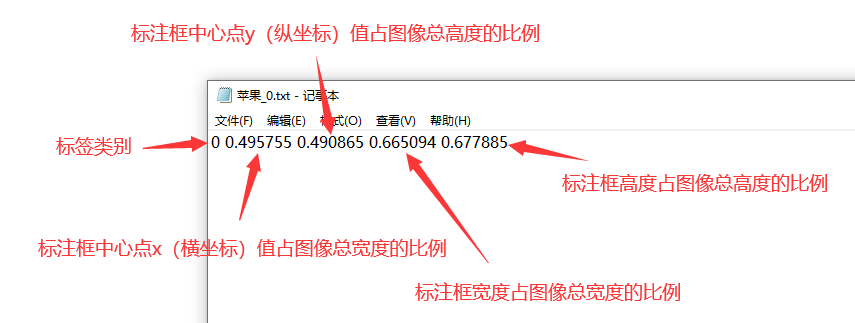 标注框中心点y（纵坐标）值占图像总高度的比例
苹果_0.txt - 记事本
文件(F) 编辑(E) 格式(O) 查看(V) 帮助(H)
标签类别
0 0.495755 0.490865 0.665094 0.677885
标注框高度占图像总高度的比例
标注框中心点x（横坐标）值占图像总宽度的比例
标注框宽度占图像总宽度的比例